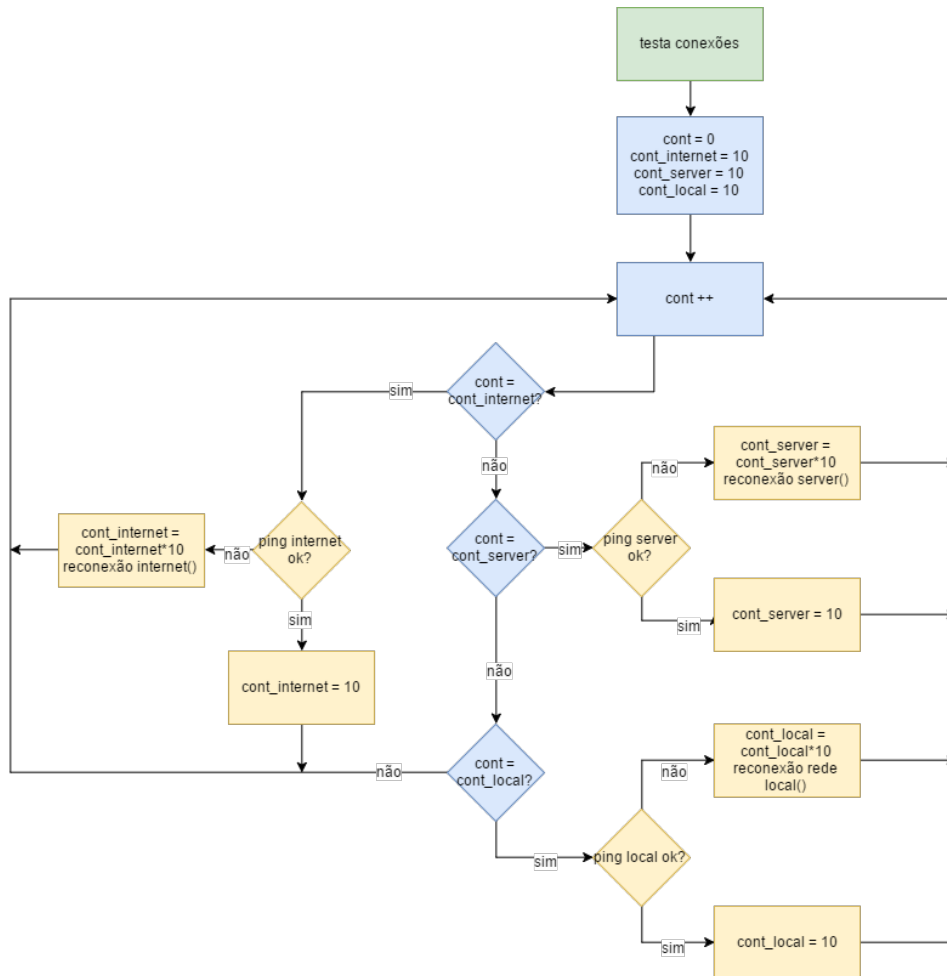 testa conexões
cont = 0
cont_internet = 10
cont_server = 10
cont_local = 10
cont ++
cont =
cont_internet?
sim
não
cont_server =
cont_server*10
reconexão server()
não
cont_internet =
cont_internet*10
reconexão internet()
não
ping internet
ok?
cont =
cont_server?
sim
ping server
ok?
sim
cont_server = 10
sim
cont_internet = 10
não
cont_local =
cont_local*10
reconexão rede
local()
não
cont =
cont_local?
não
sim
ping local ok?
sim
cont_local = 10